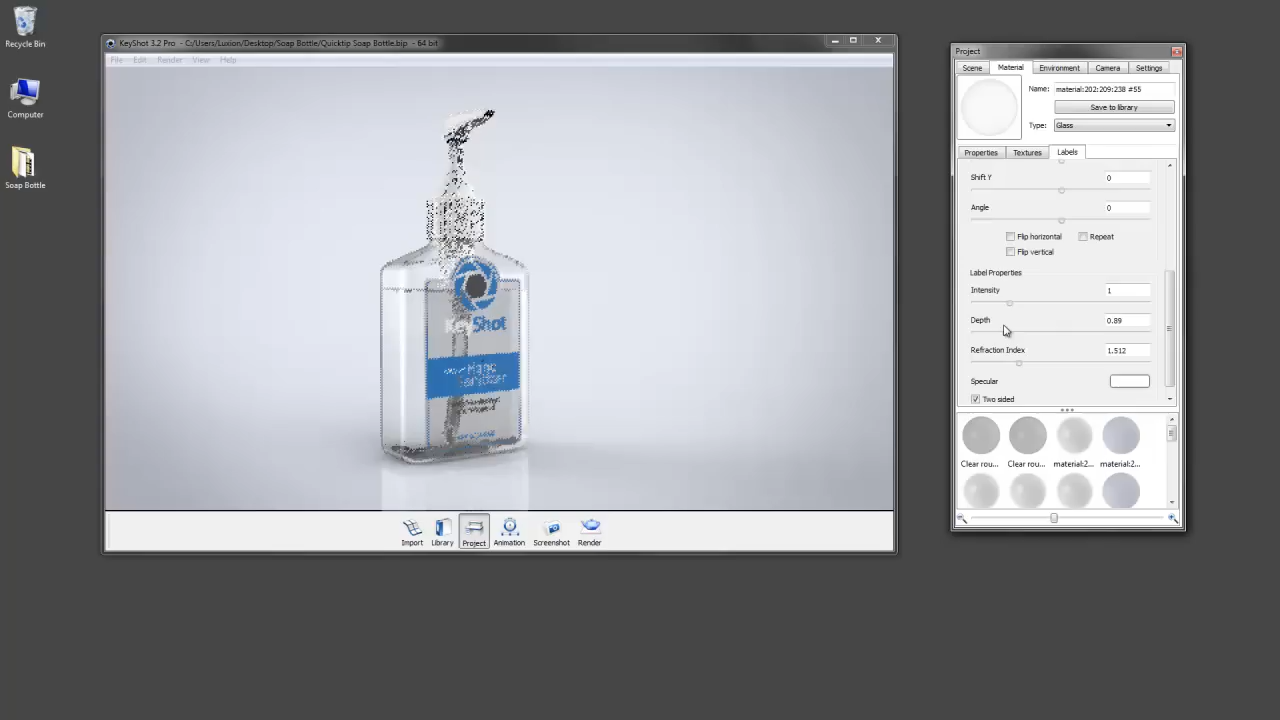 Recycle Bin
Computer
Soap Bottle
KeyShot 3.2 Pro - C:/Users/Luxion/Desktop/Soap Bottle/Quicktip Soap Bottle.bip - 64 bit
File Edit Render View Help
KeyShot
Hand
Sanitizer
Import Library Project Animation Screenshot Render
Project
Scene Material Environment Camera Settings
Name: material:202:209:238 #55
Save to library
Type: Glass
Properties Textures Labels
Shift Y 0
Angle 0
Flip horizontal Repeat
Flip vertical
Label Properties
Intensity 1
Depth 0.89
Refraction Index 1.512
Specular
Two sided
Clear rou... Clear rou... material:2... material:2...